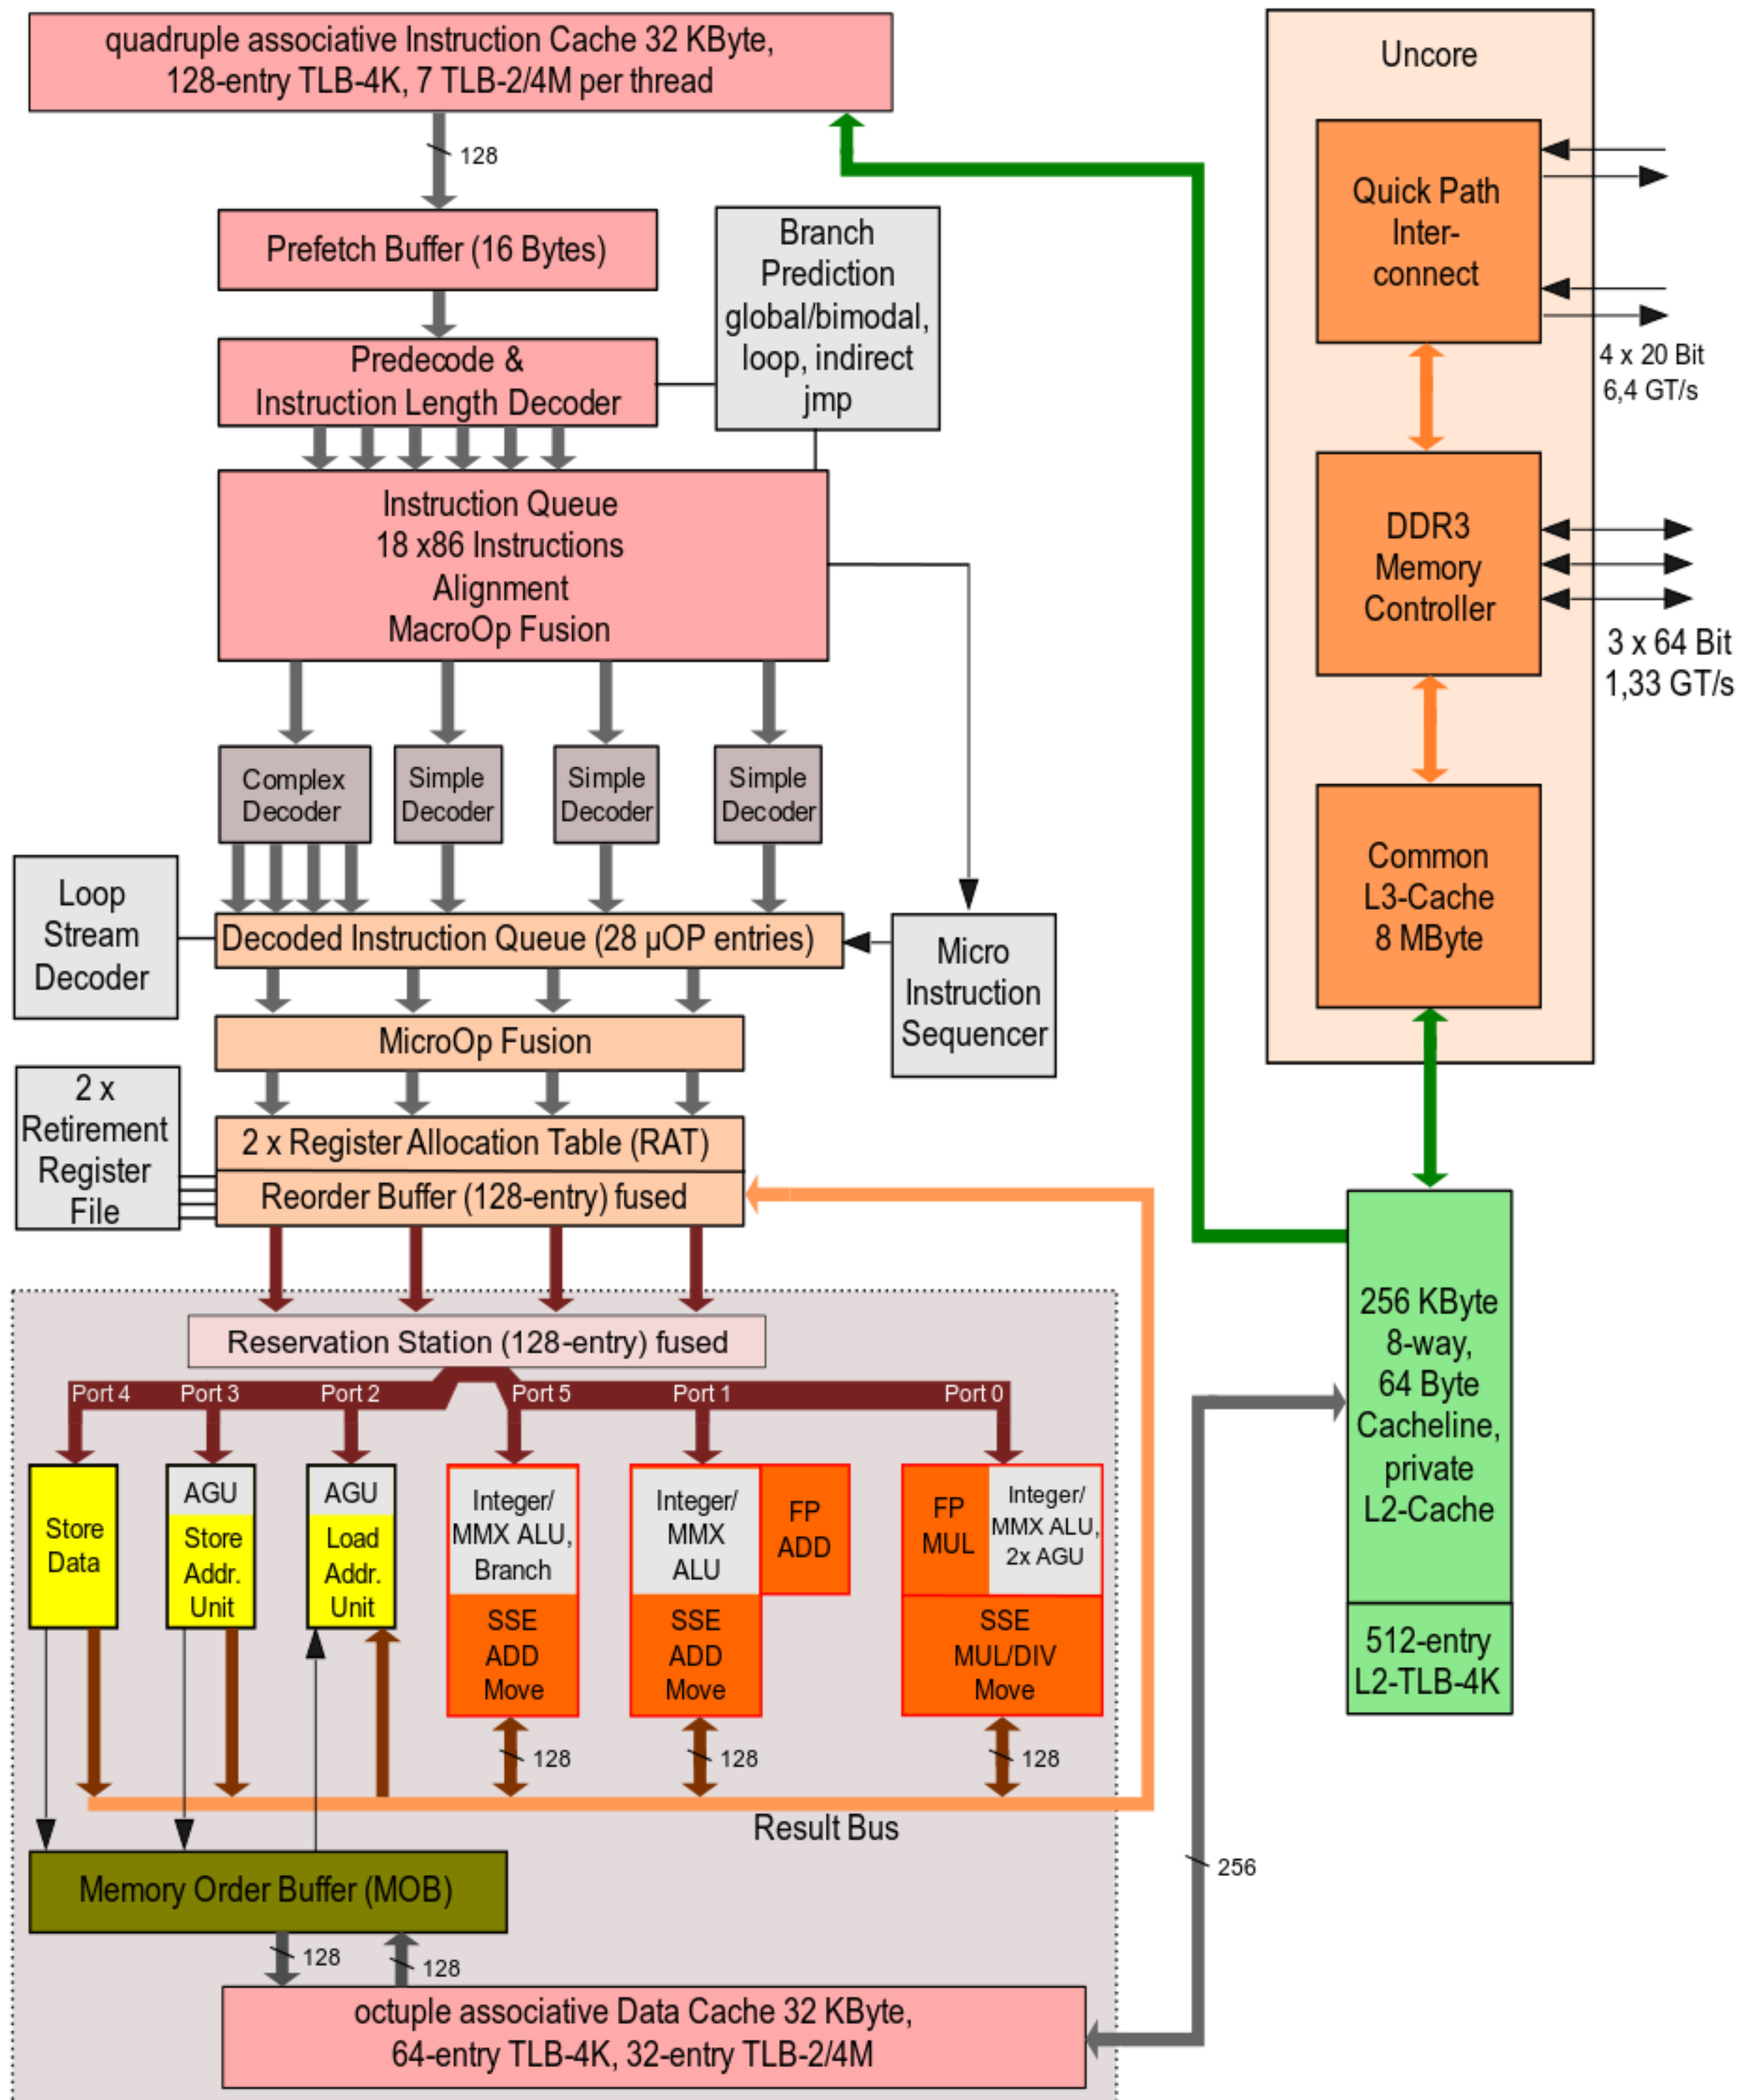 quadruple associative Instruction Cache 32 KByte,
128-entry TLB-4K, 7 TLB-2/4M per thread
128
Prefetch Buffer (16 Bytes)
Predecode &
Instruction Length Decoder
Branch
Prediction
global/bimodal,
loop, indirect
jmp
Instruction Queue
18 x86 Instructions
Alignment
MacroOp Fusion
Complex
Decoder
Simple
Decoder
Simple
Decoder
Simple
Decoder
Loop
Stream
Decoder
Decoded Instruction Queue (28 µOP entries)
Micro
Instruction
Sequencer
MicroOp Fusion
2 x
Retirement
Register
File
2 x Register Allocation Table (RAT)
Reorder Buffer (128-entry) fused
Reservation Station (128-entry) fused
Port 4
Port 3
Port 2
Port 5
Port 1
Port 0
Store
Data
AGU
Store
Addr.
Unit
AGU
Load
Addr.
Unit
Integer/
MMX ALU,
Branch
SSE
ADD
Move
Integer/
MMX
ALU
FP
ADD
SSE
ADD
Move
FP
MUL
Integer/
MMX ALU,
2x AGU
SSE
MUL/DIV
Move
128
128
128
Result Bus
Memory Order Buffer (MOB)
128
128
octuple associative Data Cache 32 KByte,
64-entry TLB-4K, 32-entry TLB-2/4M
256
Uncore
Quick Path
Inter-
connect
4 x 20 Bit
6,4 GT/s
DDR3
Memory
Controller
3 x 64 Bit
1,33 GT/s
Common
L3-Cache
8 MByte
256 KByte
8-way,
64 Byte
Cacheline,
private
L2-Cache
512-entry
L2-TLB-4K